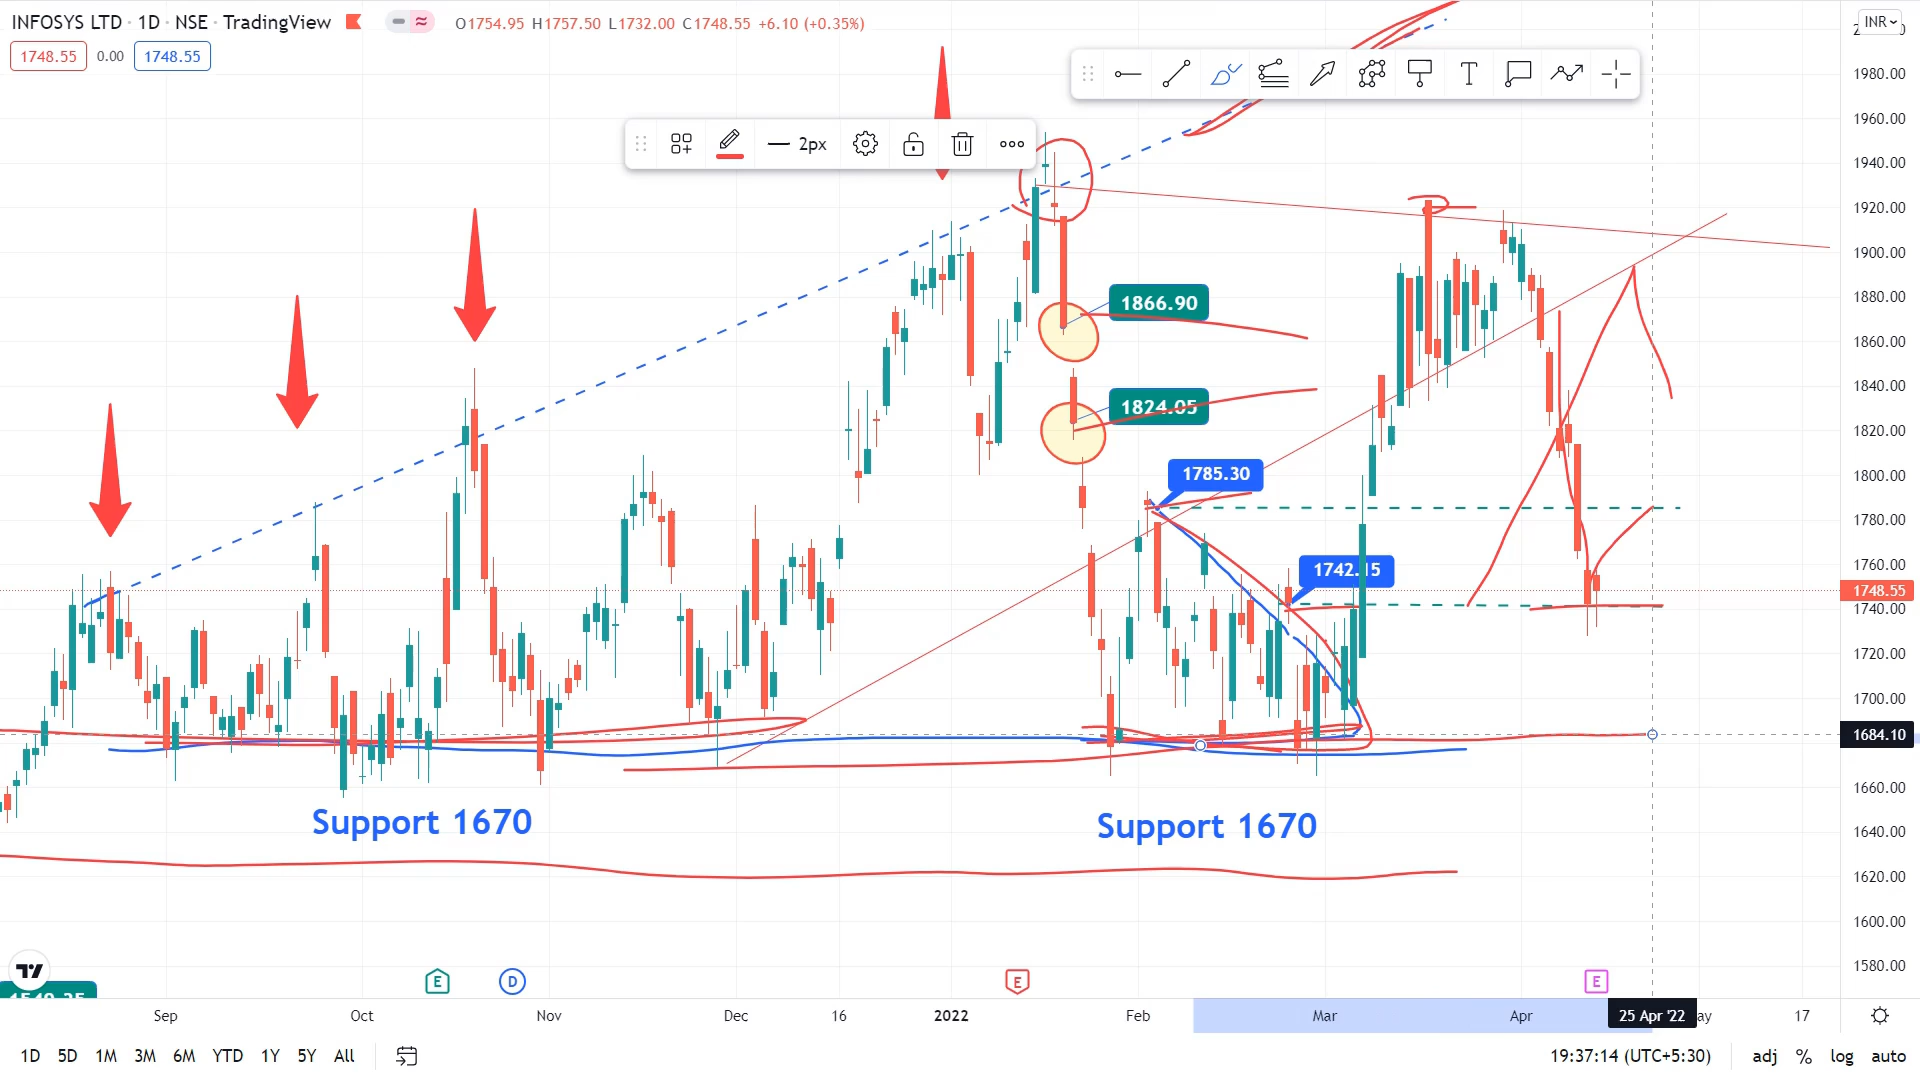 INFOSYS LTD · 1D · NSE · TradingView
O1754.95 H1757.50 L1732.00 C1748.55 +6.10 (+0.35%)
INR
1748.55 0.00 1748.55
2px
T
1980.00
1960.00
1940.00
1920.00
1900.00
1880.00
1860.00
1840.00
1820.00
1800.00
1780.00
1760.00
1748.55
1740.00
1720.00
1700.00
1684.10
1660.00
1640.00
1620.00
1600.00
1580.00
1866.90
1824.05
1785.30
1742.15
Support 1670
Support 1670
E D E E
Sep Oct Nov Dec 16 2022 Feb Mar Apr 25 Apr '22 ay 17
1D 5D 1M 3M 6M YTD 1Y 5Y All
19:37:14 (UTC+5:30) adj % log auto